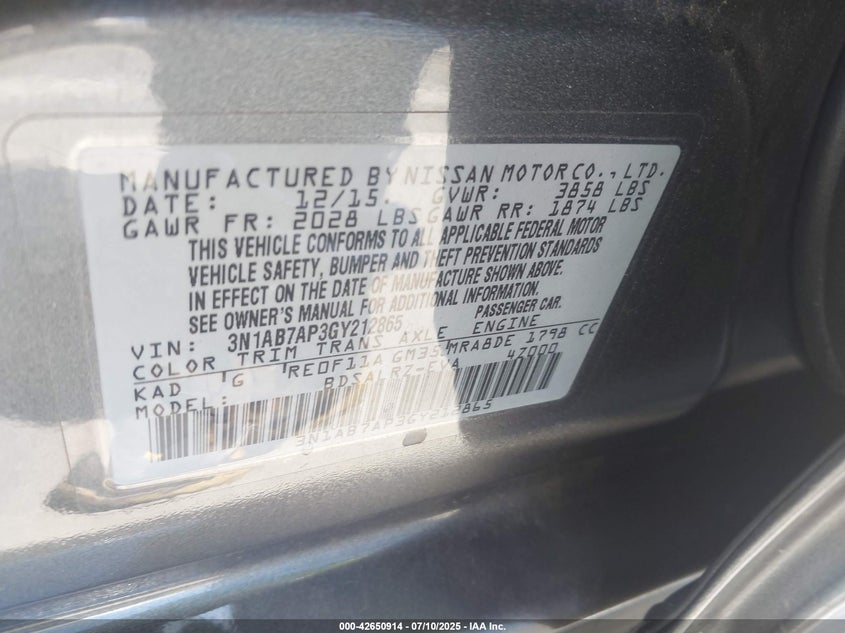 MANUFACTURED BY NISSAN MOTOR CO., LTD.
DATE: 12/15. GVWR: 3858 LBS
GAWR FR: 2028 LBS GAWR RR: 1874 LBS
THIS VEHICLE CONFORMS TO ALL APPLICABLE FEDERAL MOTOR
VEHICLE SAFETY, BUMPER AND THEFT PREVENTION STANDARDS
IN EFFECT ON THE DATE OF MANUFACTURE SHOWN ABOVE.
SEE OWNER'S MANUAL FOR ADDITIONAL INFORMATION.
VIN: 3N1AB7AP3GY212865 PASSENGER CAR.
COLOR TRIM TRANS AXLE ENGINE
KAD G RE0F11A GM35 MRA8DE 1798 CC
MODEL: BDSALRZ-EVA 47000
3N1AB7AP3GY212865
000-42650914 - 07/10/2025 - IAA Inc.